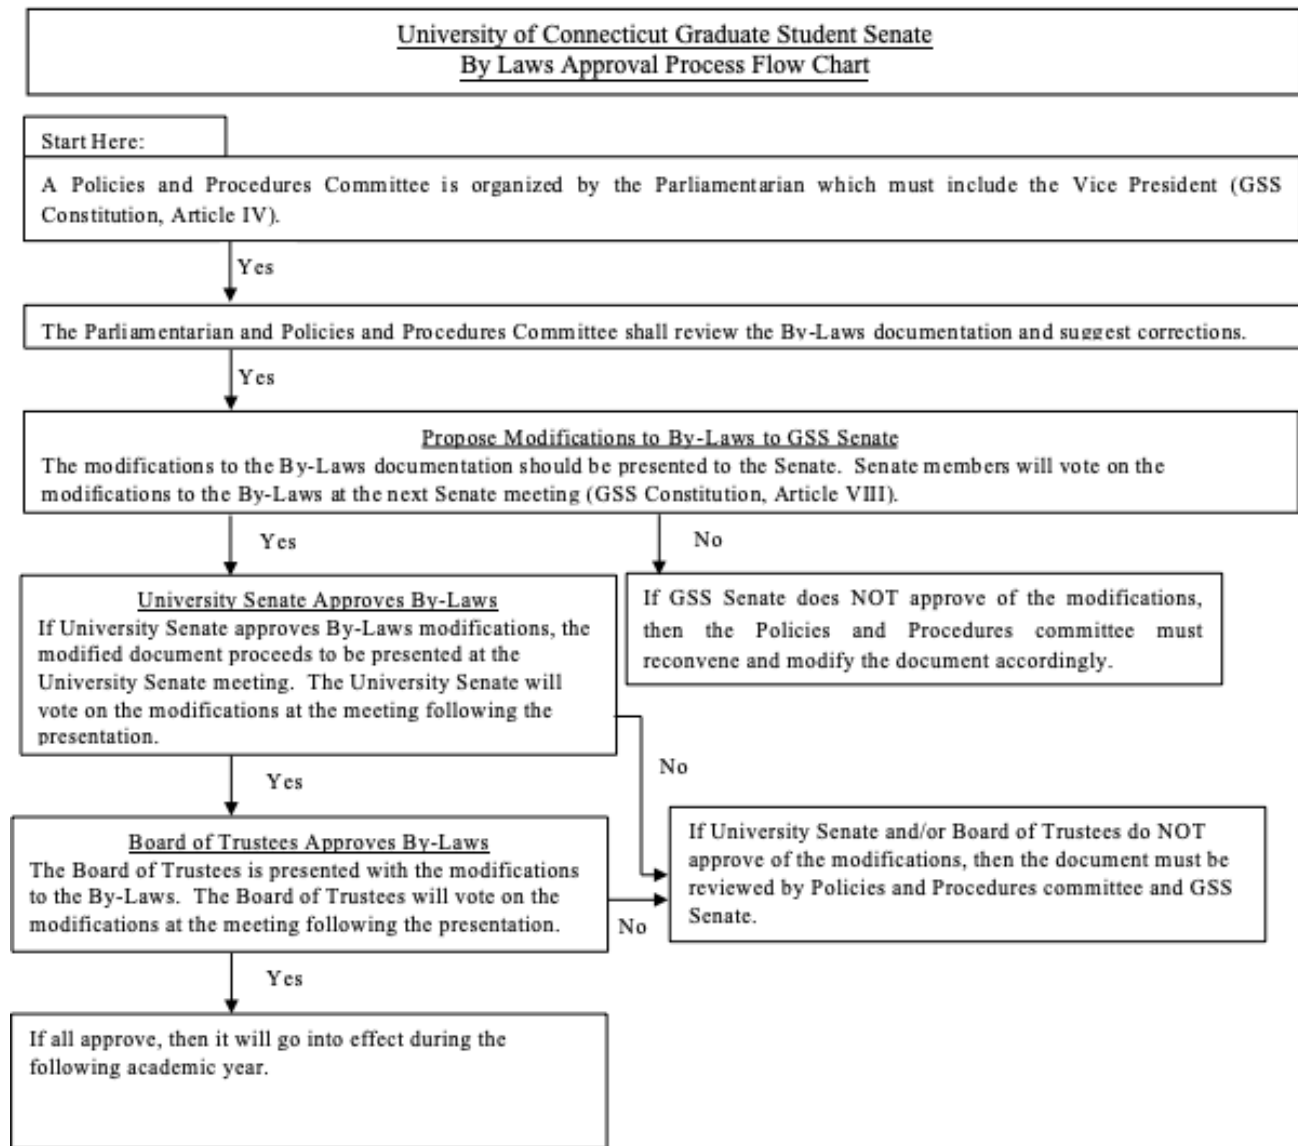 University of Connecticut Graduate Student Senate
By Laws Approval Process Flow Chart
Start Here:
A Policies and Procedures Committee is organized by the Parliamentarian which must include the Vice President (GSS
Constitution, Article IV).
Yes
The Parliamentarian and Policies and Procedures Committee shall review the By-Laws documentation and suggest corrections.
Yes
Propose Modifications to By-Laws to GSS Senate
The modifications to the By-Laws documentation should be presented to the Senate. Senate members will vote on the
modifications to the By-Laws at the next Senate meeting (GSS Constitution, Article VIII).
Yes
No
University Senate Approves By-Laws
If University Senate approves By-Laws modifications, the
modified document proceeds to be presented at the
University Senate meeting. The University Senate will
vote on the modifications at the meeting following the
presentation.
If GSS Senate does NOT approve of the modifications,
then the Policies and Procedures committee must
reconvene and modify the document accordingly.
Yes
No
Board of Trustees Approves By-Laws
The Board of Trustees is presented with the modifications
to the By-Laws. The Board of Trustees will vote on the
modifications at the meeting following the presentation.
No
If University Senate and/or Board of Trustees do NOT
approve of the modifications, then the document must be
reviewed by Policies and Procedures committee and GSS
Senate.
Yes
If all approve, then it will go into effect during the
following academic year.